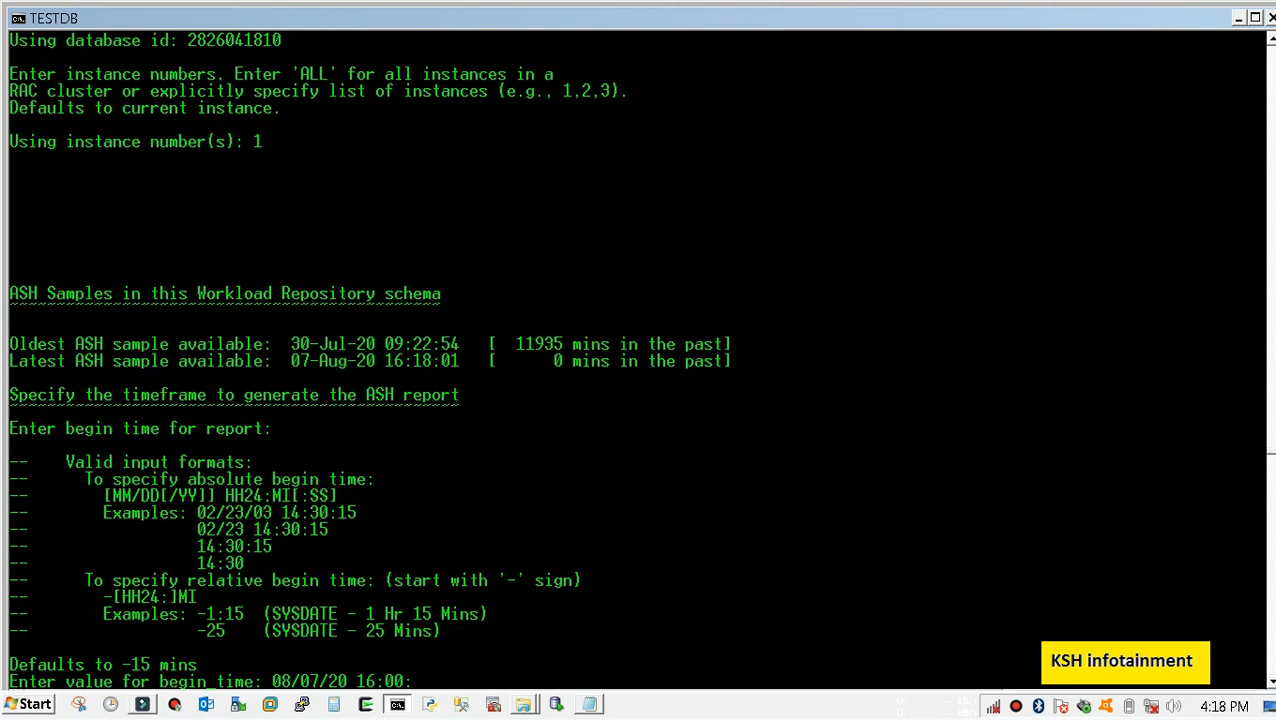 TESTDB
Using database id: 2826041810
Enter instance numbers. Enter 'ALL' for all instances in a
RAC cluster or explicitly specify list of instances (e.g., 1,2,3).
Defaults to current instance.
Using instance number(s): 1
ASH Samples in this Workload Repository schema
~~~~~~~~~~~~~~~~~~~~~~~~~~~~~~~~~~~~~~~~~~~~~~
Oldest ASH sample available:  30-Jul-20 09:22:54   [  11935 mins in the past]
Latest ASH sample available:  07-Aug-20 16:18:01   [      0 mins in the past]
Specify the timeframe to generate the ASH report
~~~~~~~~~~~~~~~~~~~~~~~~~~~~~~~~~~~~~~~~~~~~~~~~
Enter begin time for report:
--    Valid input formats:
--      To specify absolute begin time:
--        [MM/DD[/YY]] HH24:MI[:SS]
--        Examples: 02/23/03 14:30:15
--                  02/23 14:30:15
--                  14:30:15
--                  14:30
--      To specify relative begin time: (start with '-' sign)
--        -[HH24:]MI
--        Examples: -1:15  (SYSDATE - 1 Hr 15 Mins)
--                  -25    (SYSDATE - 25 Mins)
Defaults to -15 mins
Enter value for begin_time: 08/07/20 16:00:
KSH infotainment
Start
4:18 PM